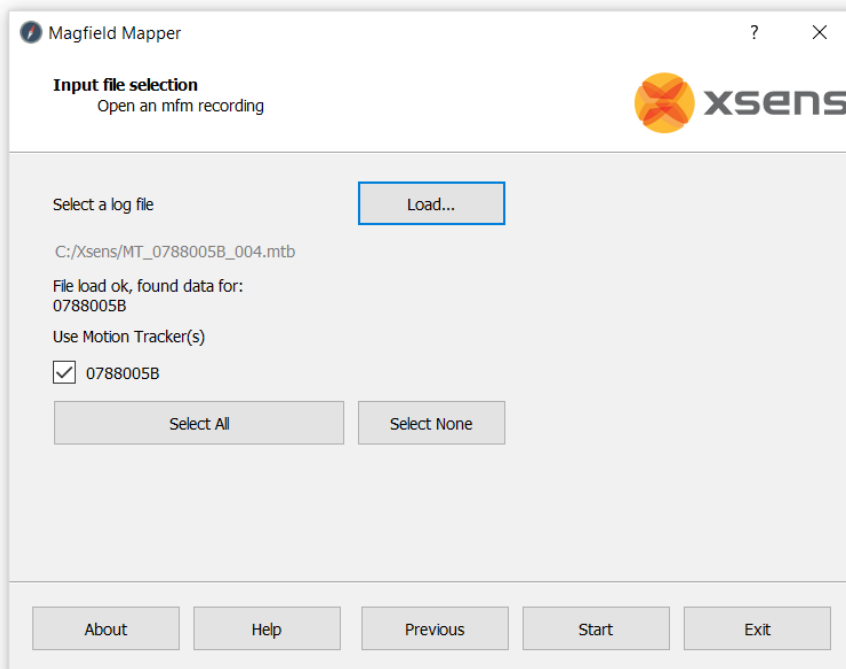 Magfield Mapper
?
Input file selection
Open an mfm recording
xsens
Select a log file
Load...
C:/Xsens/MT_0788005B_004.mtb
File load ok, found data for:
0788005B
Use Motion Tracker(s)
0788005B
Select All
Select None
About
Help
Previous
Start
Exit